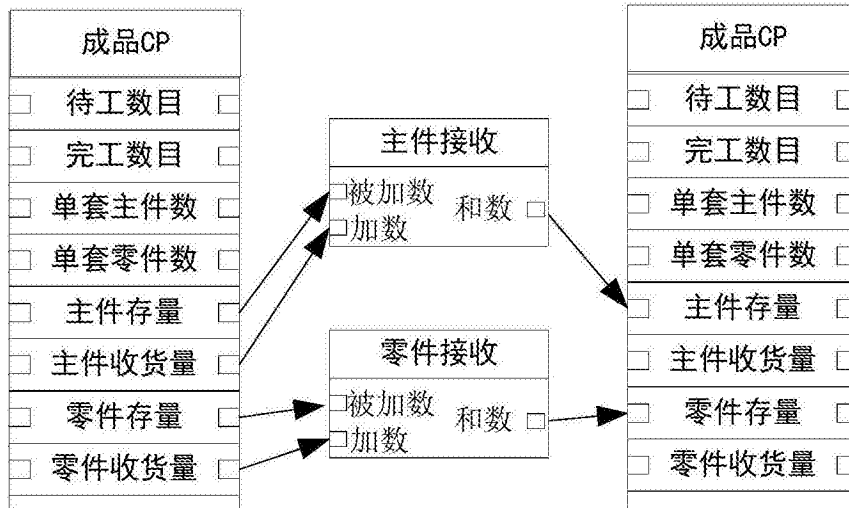 成品CP
待工数目
完工数目
单套主件数
单套零件数
主件存量
主件收货量
零件存量
零件收货量
主件接收
被加数
加数
和数
零件接收
被加数
加数
和数
成品CP
待工数目
完工数目
单套主件数
单套零件数
主件存量
主件收货量
零件存量
零件收货量